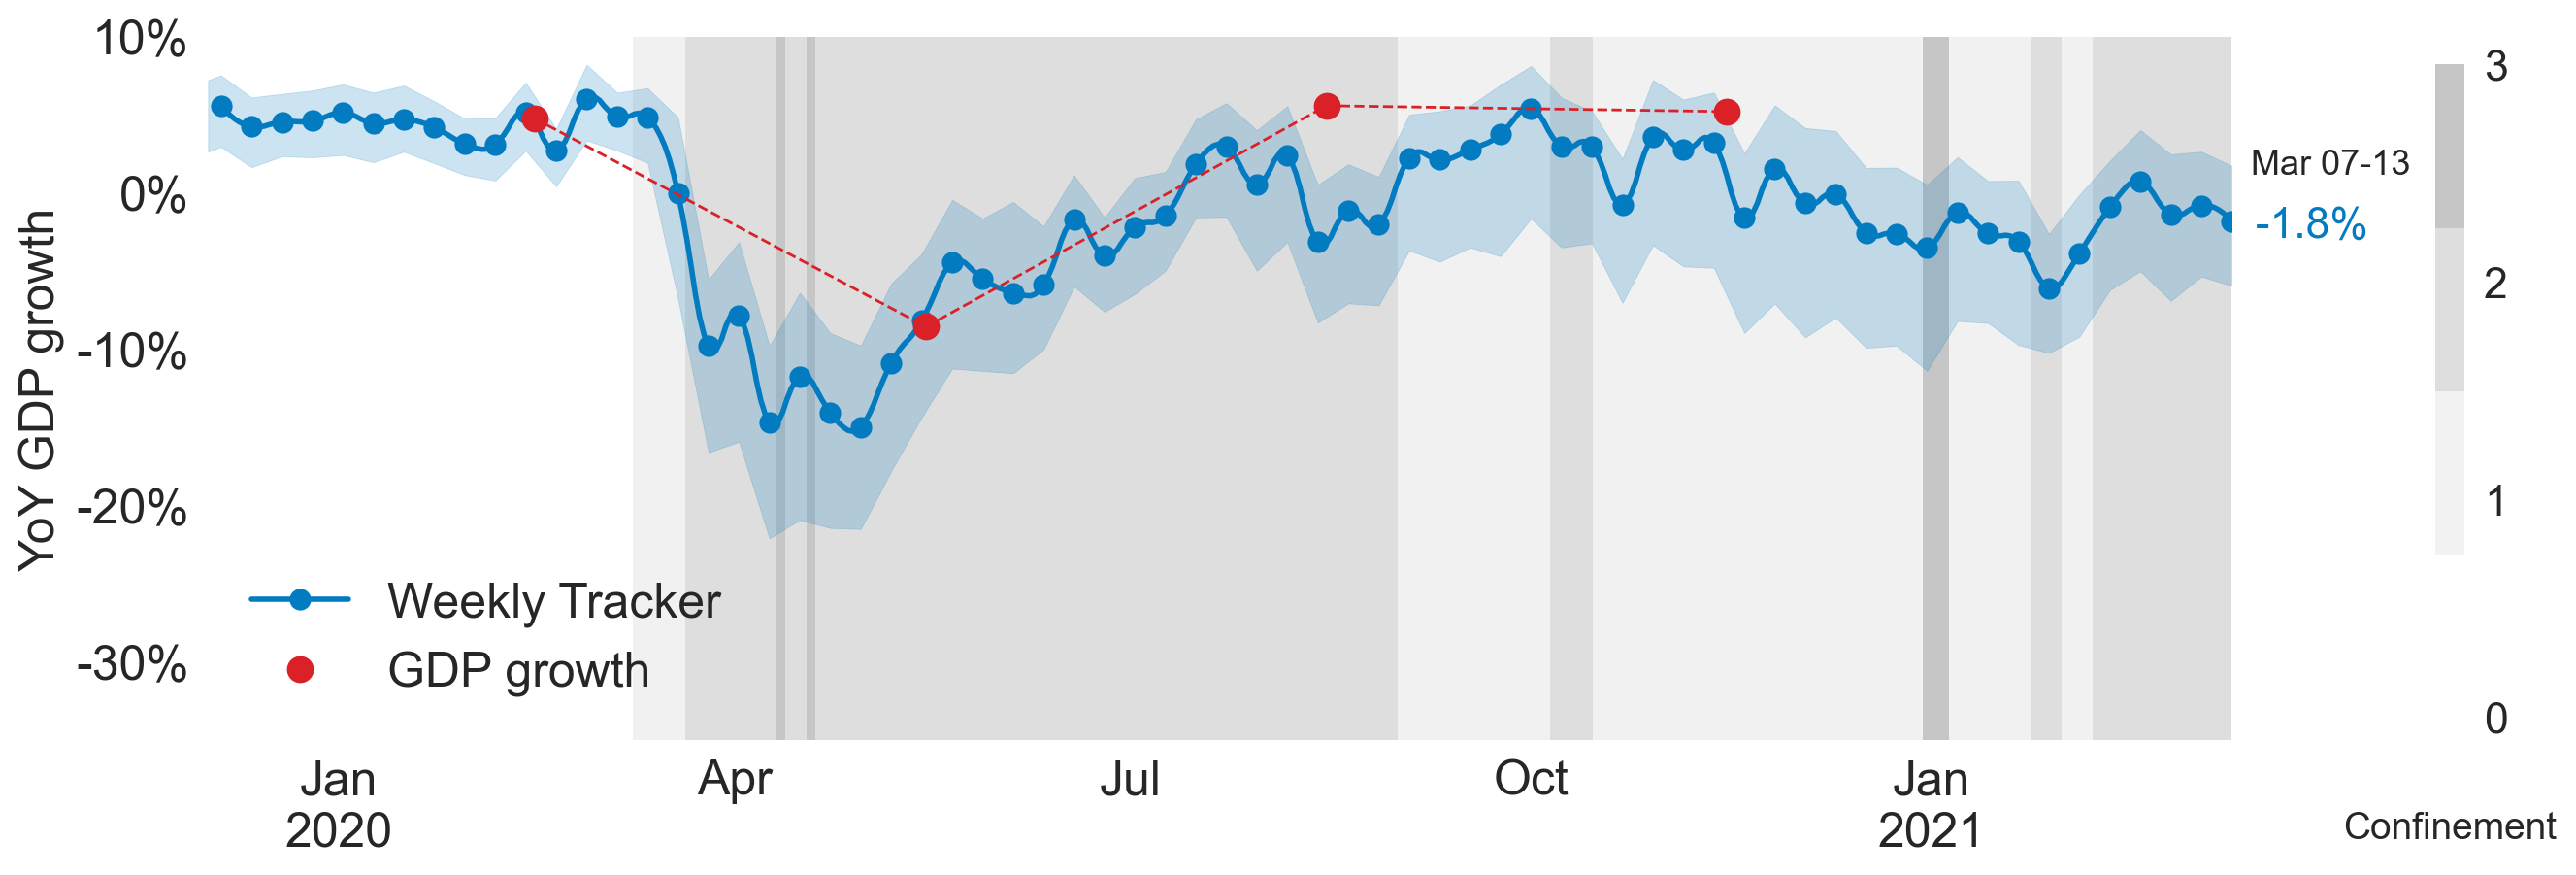 10%
0%
-10%
-20%
-30%
YoY GDP growth
Weekly Tracker
GDP growth
Jan
2020
Apr
Jul
Oct
Jan
2021
Mar 07-13
-1.8%
3
2
1
0
Confinement